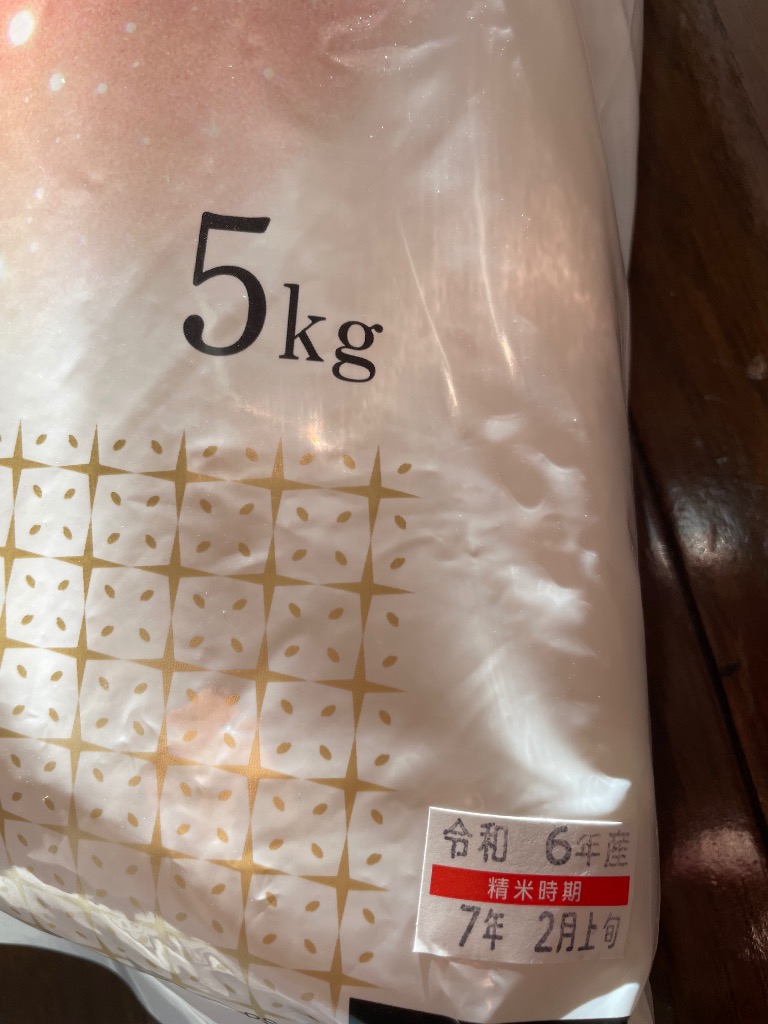 5kg
令和 6年産
精米時期
7年 2月上旬